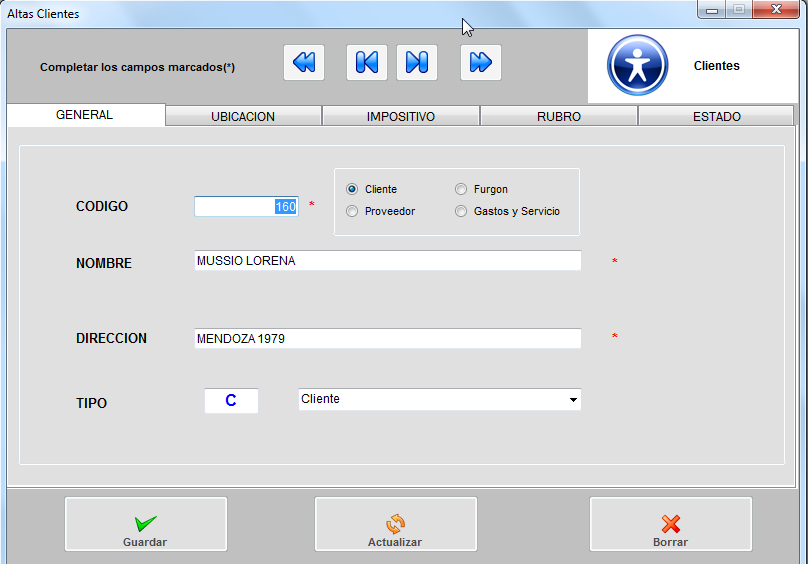 Altas Clientes
Completar los campos marcados(*)
Clientes
GENERAL
UBICACION
IMPOSITIVO
RUBRO
ESTADO
CODIGO
160
*
Cliente
Furgon
Proveedor
Gastos y Servicio
NOMBRE
MUSSIO LORENA
*
DIRECCION
MENDOZA 1979
*
TIPO
C
Cliente
Guardar
Actualizar
Borrar